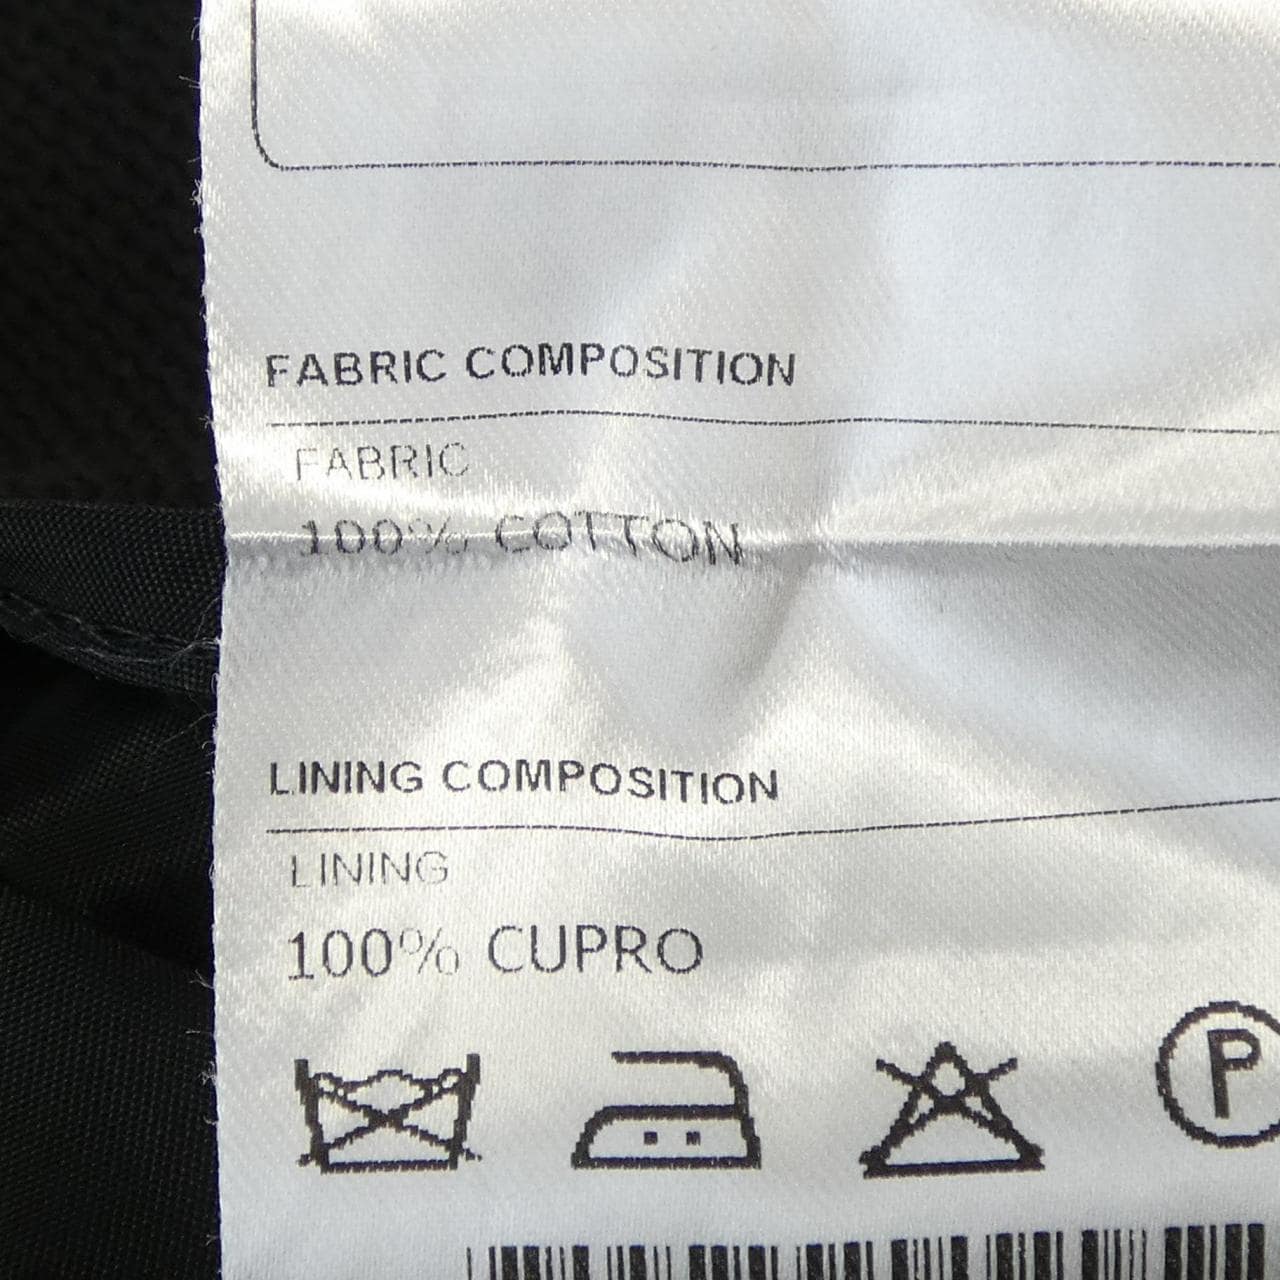 FABRIC COMPOSITION
FABRIC
100% COTTON
LINING COMPOSITION
LINING
100% CUPRO
P